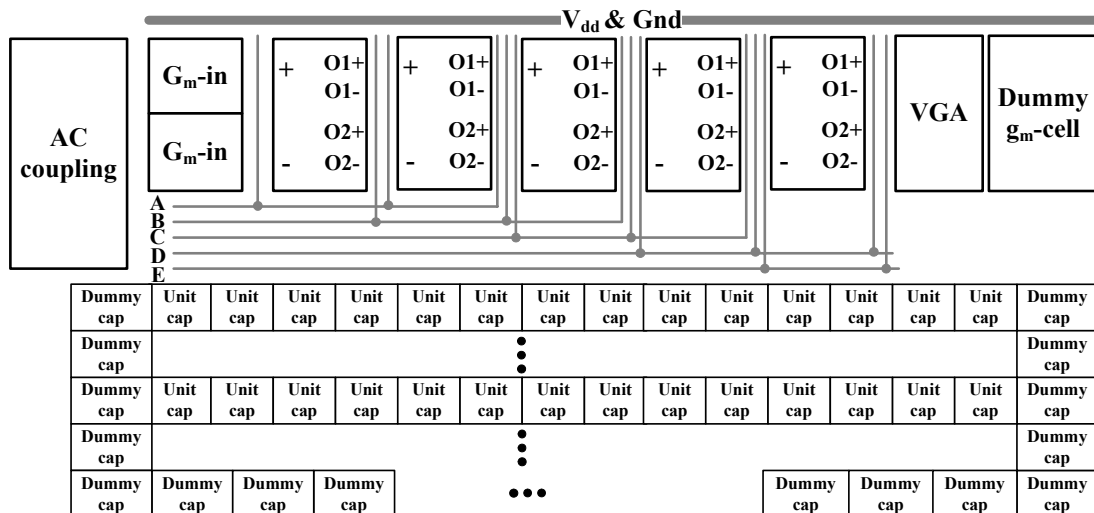 Vdd & Gnd
AC coupling
Gm-in
Gm-in
+ O1+
O1-
O2+
- O2-
+ O1+
O1-
O2+
- O2-
+ O1+
O1-
O2+
- O2-
+ O1+
O1-
O2+
- O2-
+ O1+
O1-
O2+
- O2-
VGA
Dummy
gm-cell
A
B
C
D
E
Dummy Unit Unit Unit Unit Unit Unit Unit Unit Unit Unit Unit Unit Unit Unit Dummy
cap cap cap cap cap cap cap cap cap cap cap cap cap cap cap cap
Dummy Dummy
cap cap
Dummy Unit Unit Unit Unit Unit Unit Unit Unit Unit Unit Unit Unit Unit Unit Dummy
cap cap cap cap cap cap cap cap cap cap cap cap cap cap cap cap
Dummy Dummy
cap cap
Dummy Dummy Dummy Dummy Dummy Dummy Dummy Dummy
cap cap cap cap cap cap cap cap